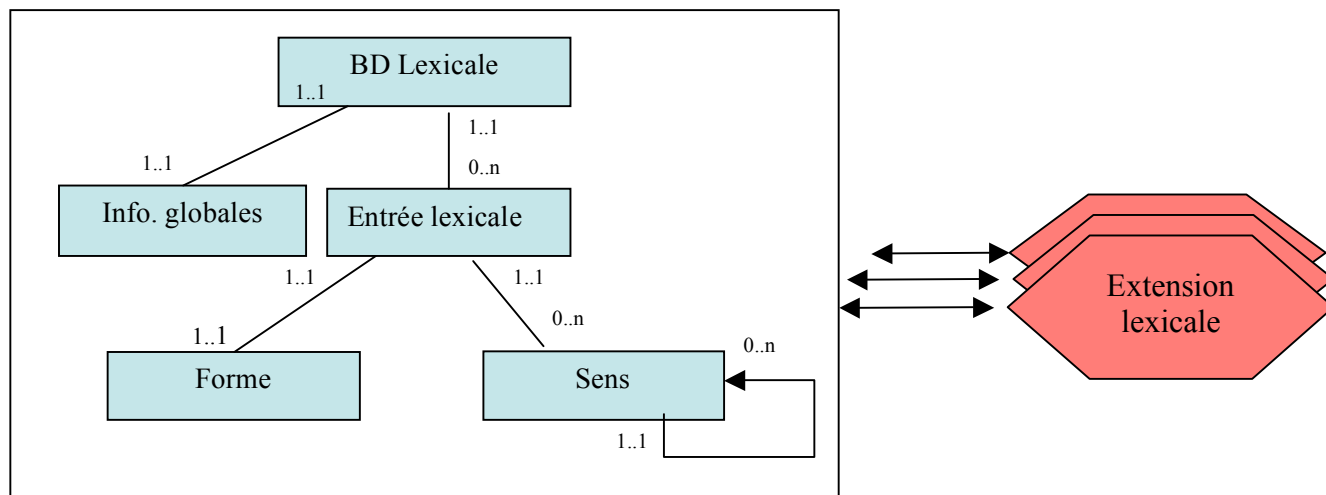 BD Lexicale
1..1
1..1
1..1
0..n
Info. globales
Entrée lexicale
1..1
1..1
1..1
0..n
Forme
Sens
0..n
1..1
Extension
lexicale